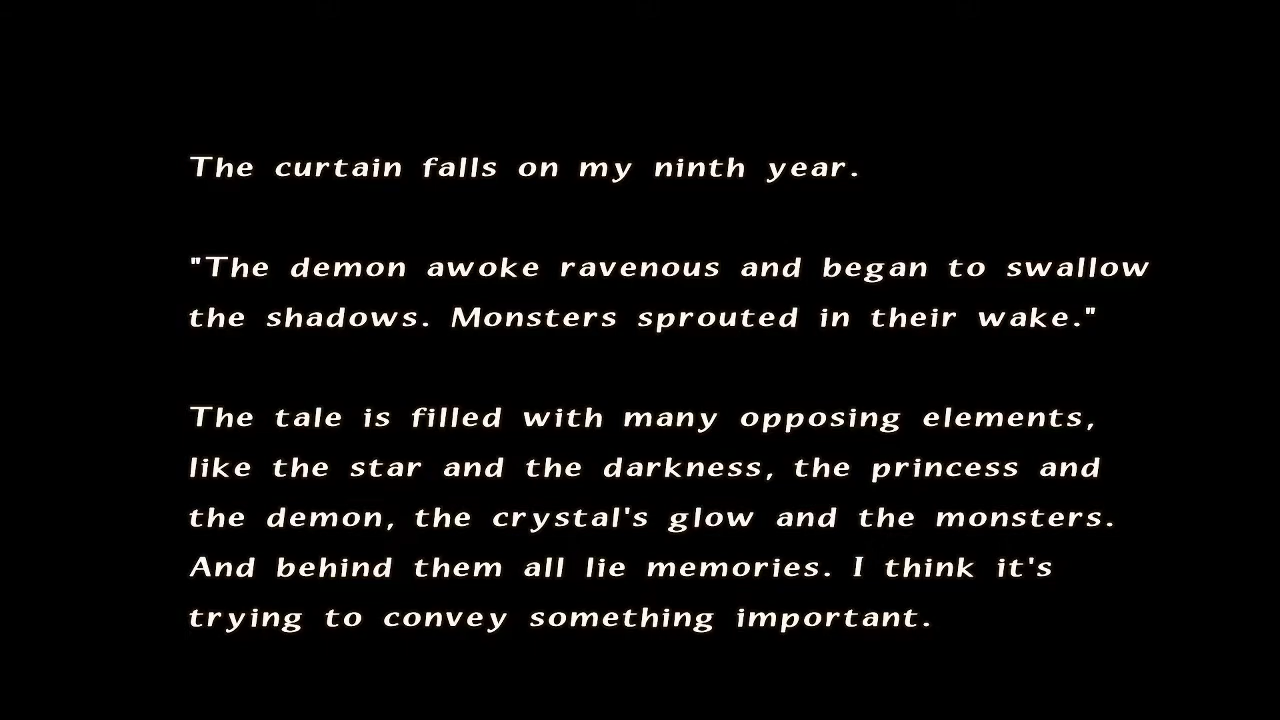 The curtain falls on my ninth year.
"The demon awoke ravenous and began to swallow
the shadows. Monsters sprouted in their wake."
The tale is filled with many opposing elements,
like the star and the darkness, the princess and
the demon, the crystal's glow and the monsters.
And behind them all lie memories. I think it's
trying to convey something important.